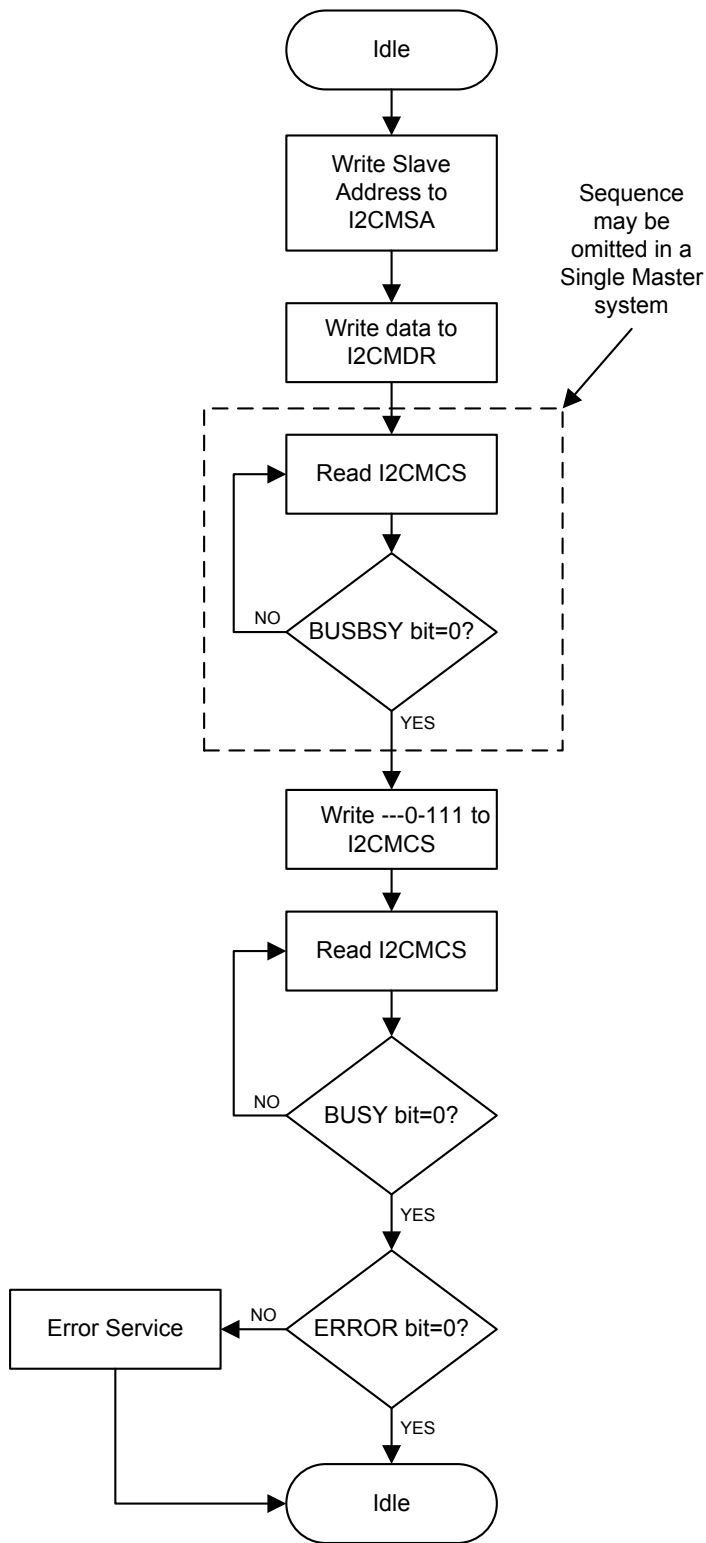 Idle
Write Slave
Address to
I2CMSA
Sequence
may be
omitted in a
Single Master
system
Write data to
I2CMDR
Read I2CMCS
BUSBSY bit=0?
NO
YES
Write ---0-111 to
I2CMCS
Read I2CMCS
BUSY bit=0?
NO
YES
ERROR bit=0?
NO
Error Service
YES
Idle